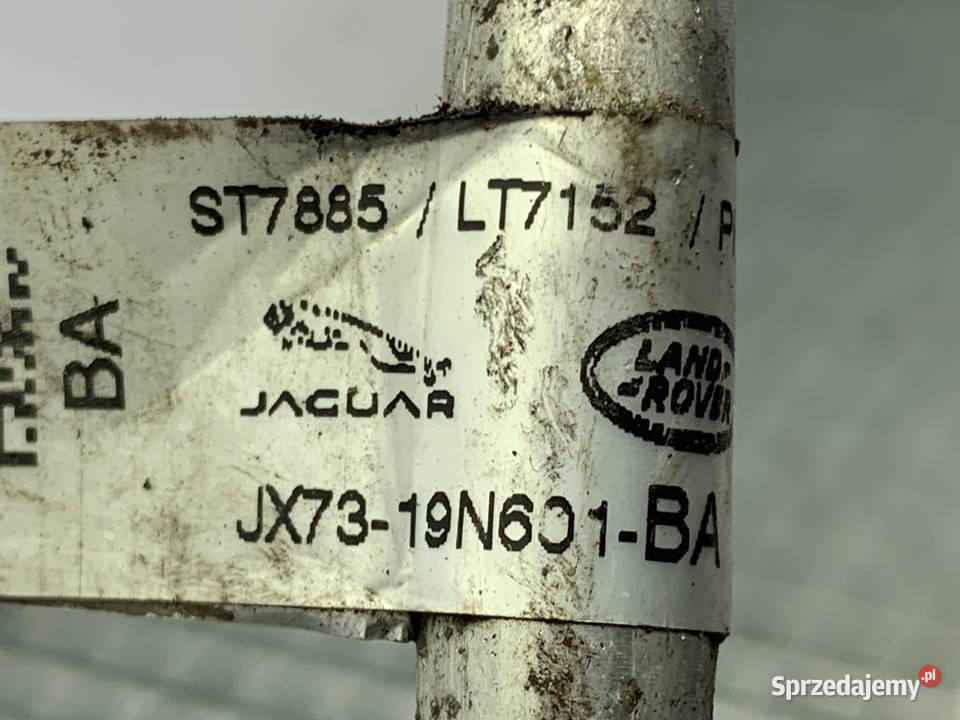 ST7885 / LT7152 / P
BA
JAGUAR
LAND
ROVER
JX73-19N601-BA
Sprzedajemy.pl